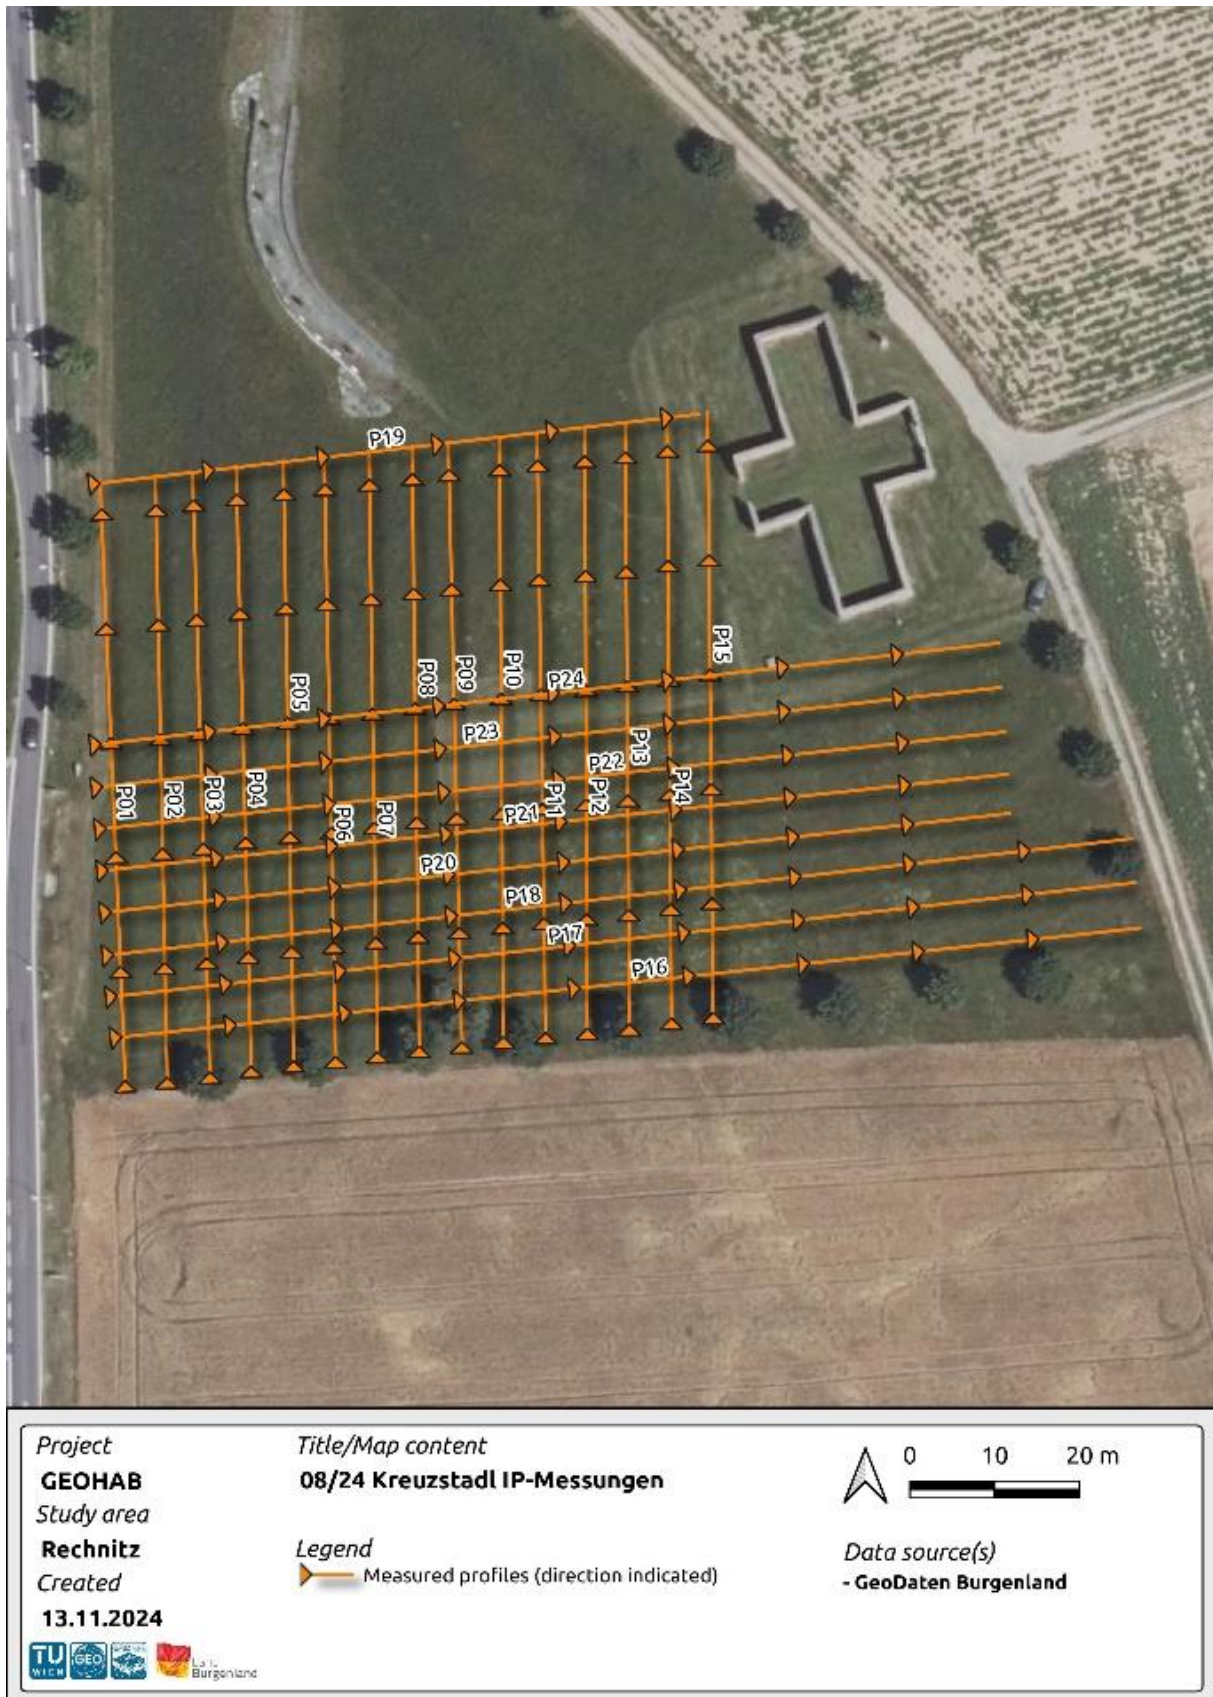 P19
P15
P08
P09
P10
P24
P05
P23
P13
P22
P14
P01
P02
P03
P04
P21
P11
P12
P06
P07
P20
P18
P17
P16
Project
GEOHAB
Study area
Rechnitz
Created
13.11.2024
TU
WIEN
GEO
Burgenland
Title/Map content
08/24 Kreuzstadl IP-Messungen
Legend
Measured profiles (direction indicated)
0 10 20 m
Data source(s)
- GeoDaten Burgenland